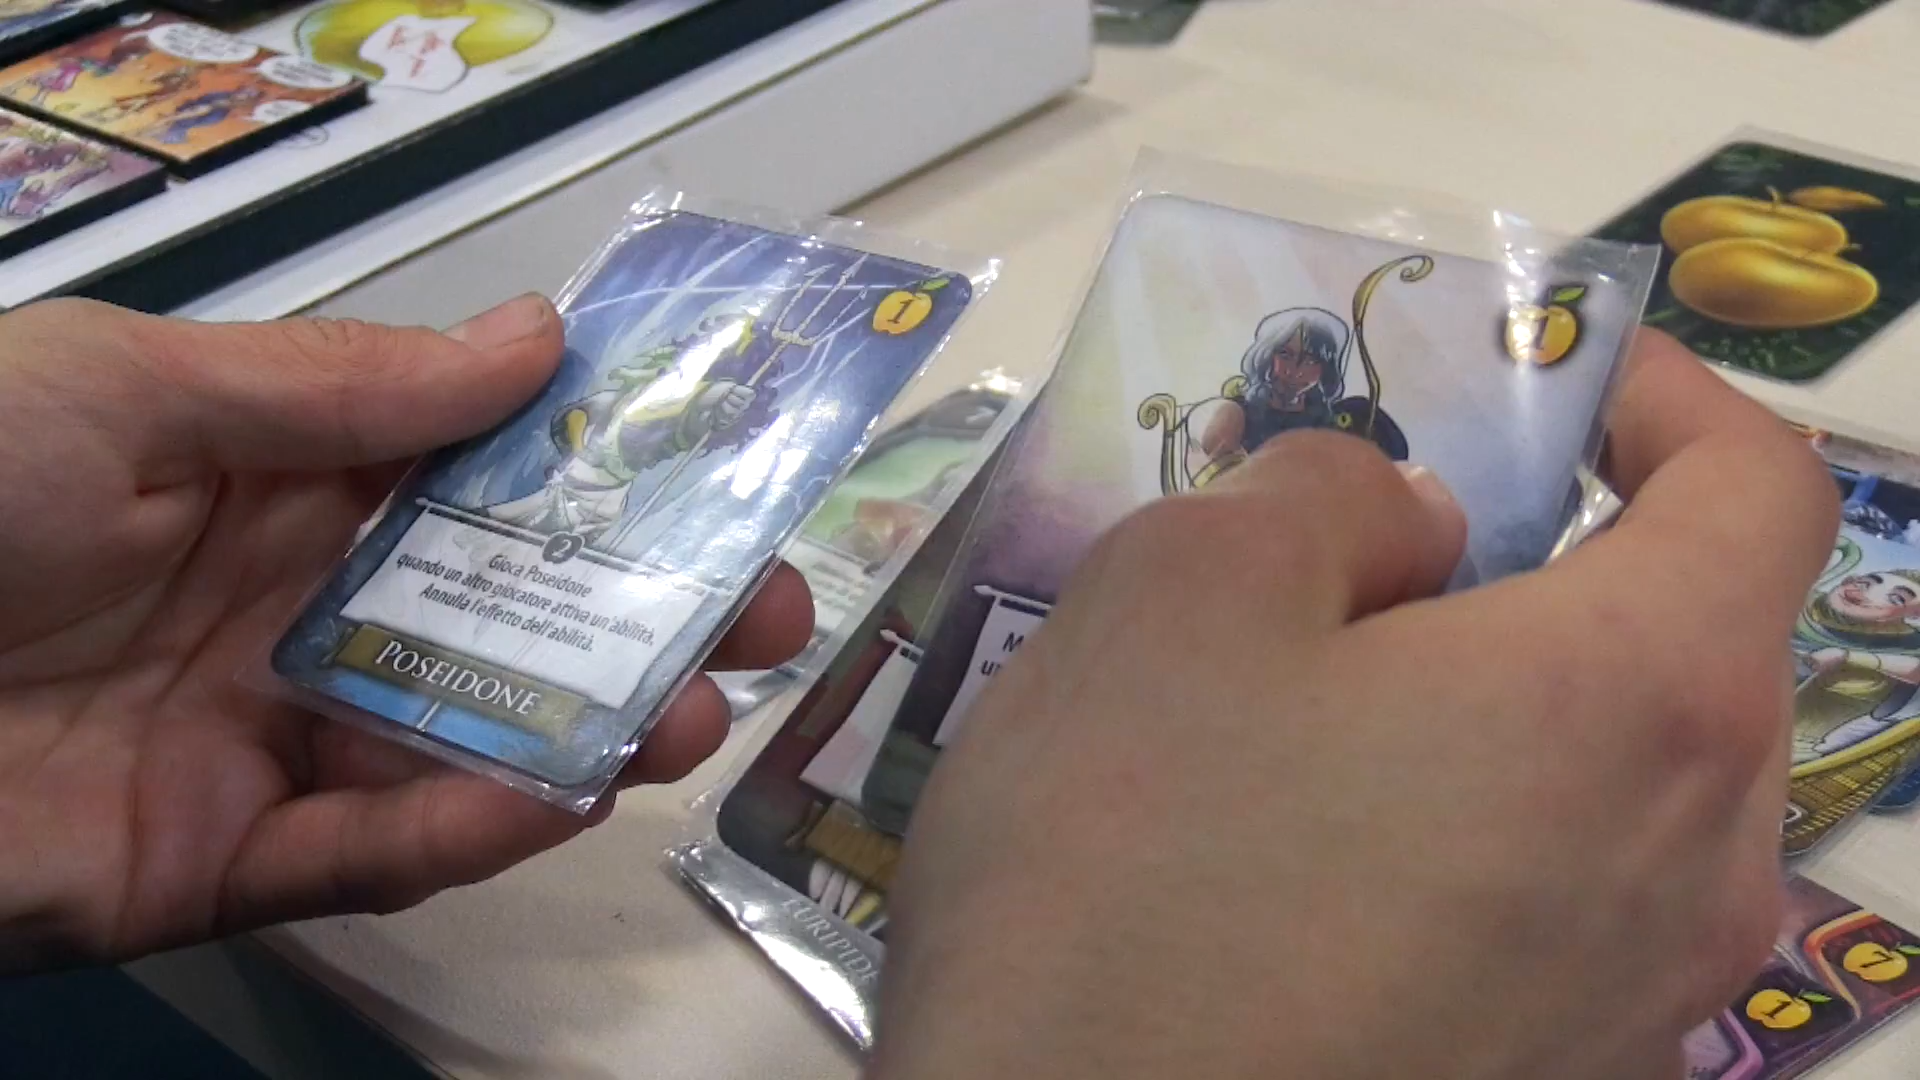 1
2
Gioca Poseidone
quando un altro giocatore attiva un'abilità.
Annulla l'effetto dell'abilità.
POSEIDONE
1
M
EURIPIDE
7
1